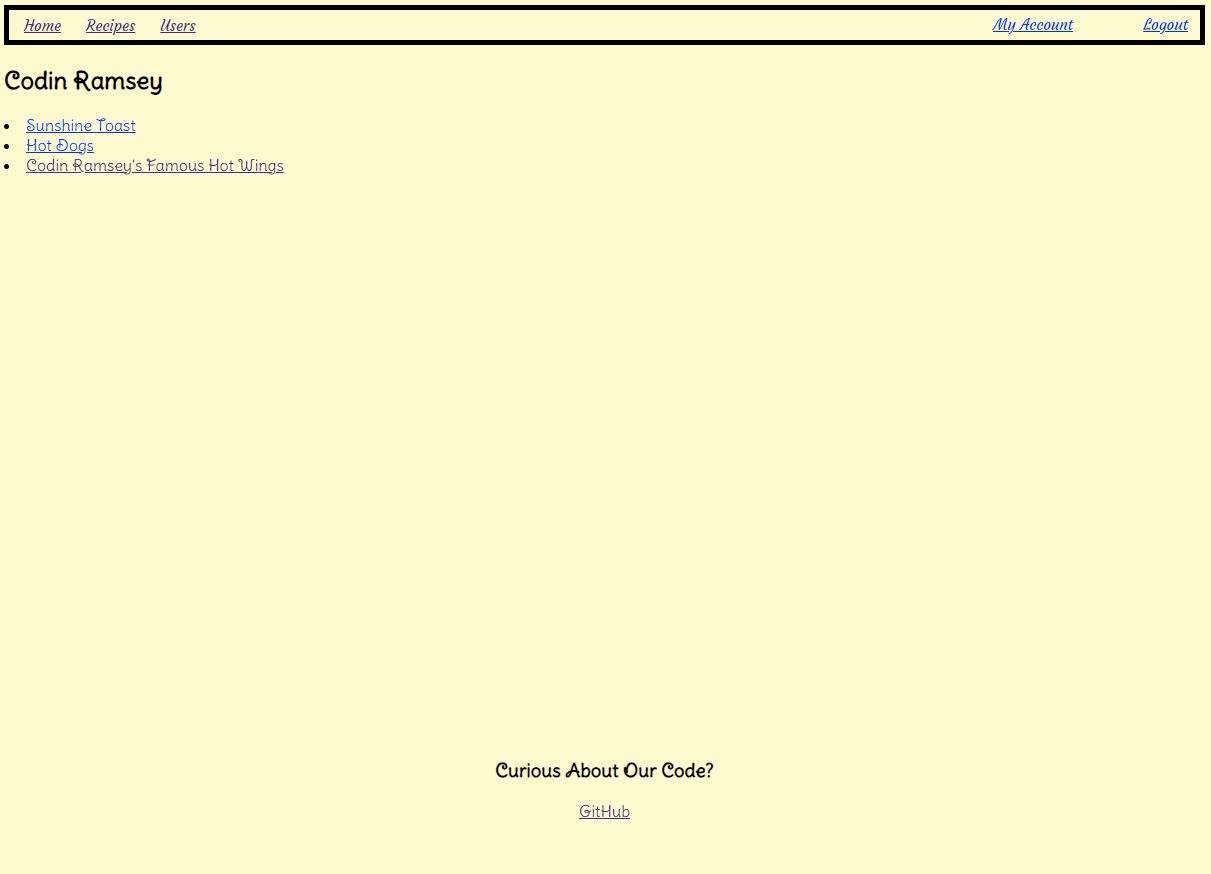 Home Recipes Users My Account Logout
Codin Ramsey
Sunshine Toast
Hot Dogs
Codin Ramsey's Famous Hot Wings
Curious About Our Code?
GitHub